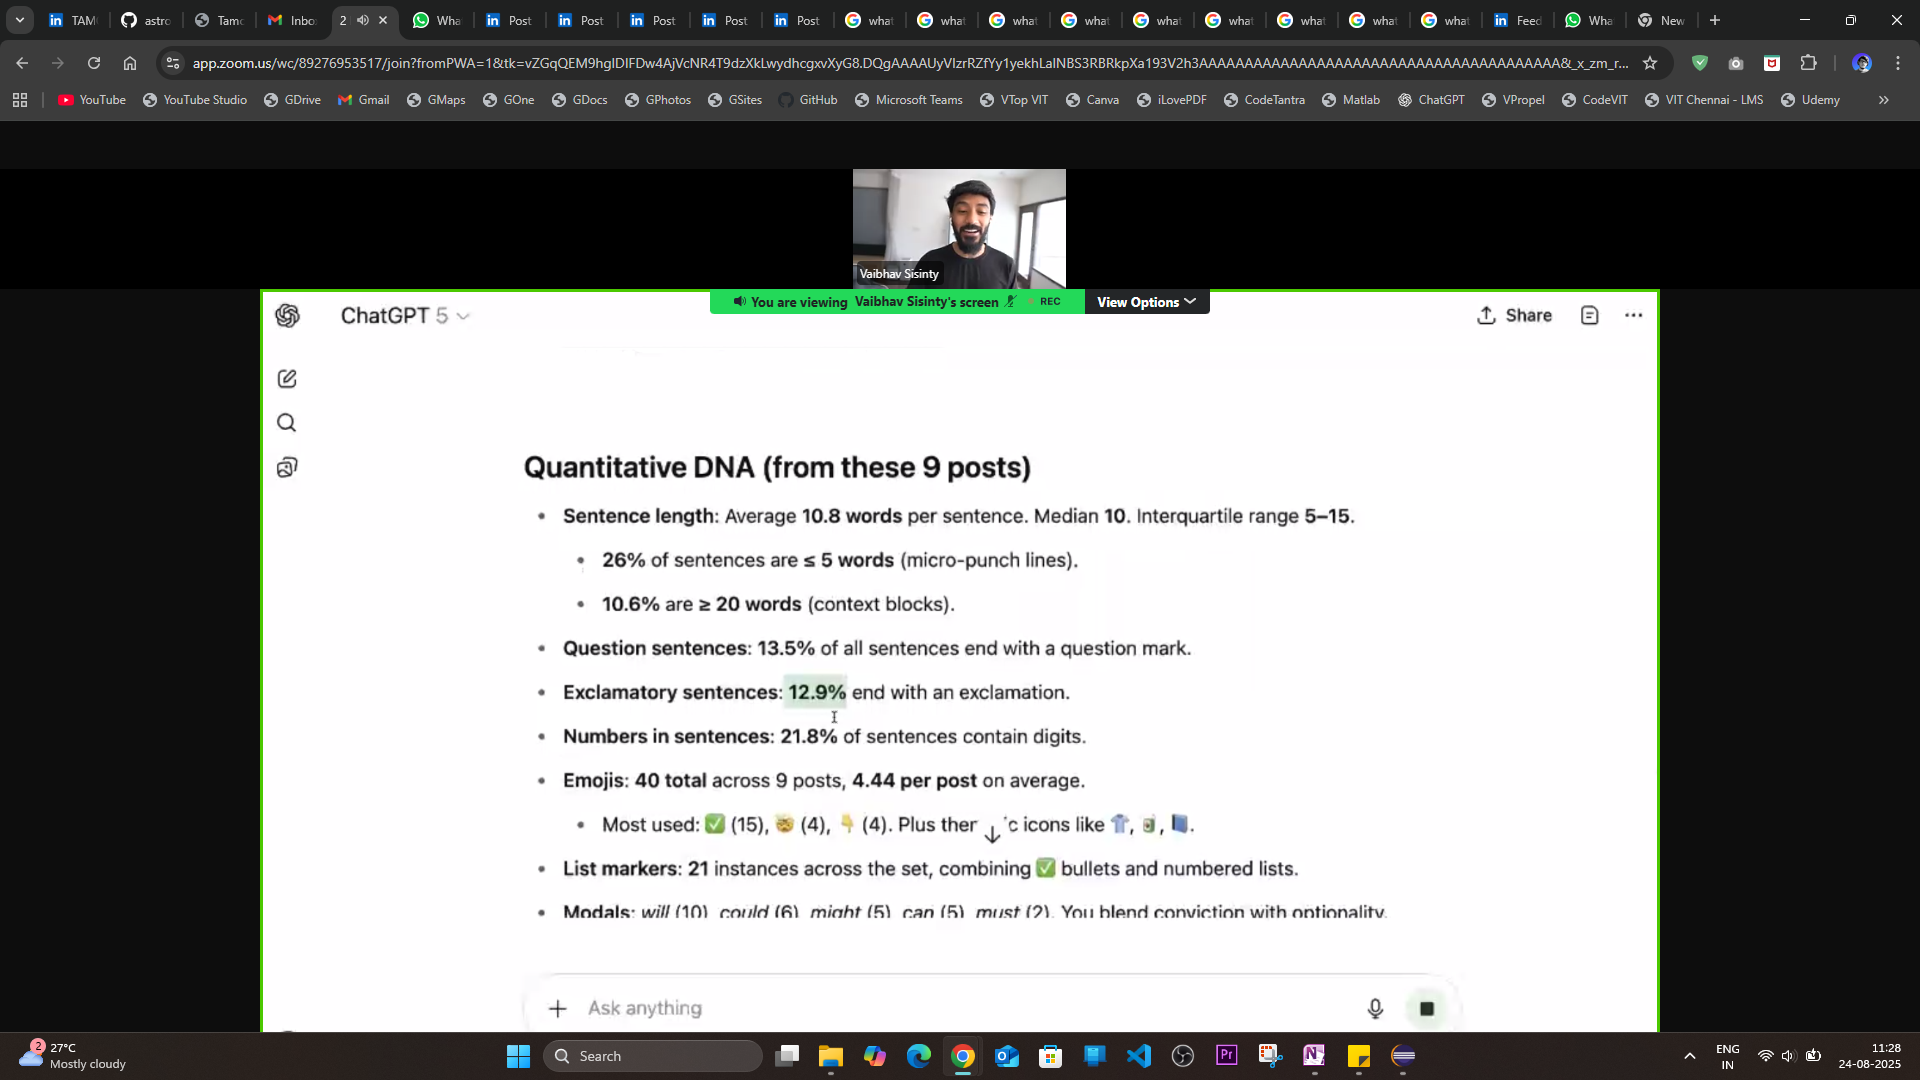 TAM
astro
Tam
Inbo
2
Wha
Post
Post
Post
Post
Post
what
what
what
what
what
what
what
what
what
Feed
Wha
New
app.zoom.us/wc/89276953517/join?fromPWA=1&tk=
YouTube
YouTube Studio
GDrive
Gmail
GMaps
GOne
GDocs
GPhotos
GSites
GitHub
Microsoft Teams
VTop VIT
Canva
iLovePDF
CodeTantra
Matlab
ChatGPT
VPropel
CodeVIT
VIT Chennai - LMS
Udemy
Vaibhav Sisinty
You are viewing Vaibhav Sisinty's screen
REC
View Options
ChatGPT 5
Share
Quantitative DNA (from these 9 posts)
• Sentence length: Average 10.8 words per sentence. Median 10. Interquartile range 5–15.
• 26% of sentences are ≤ 5 words (micro-punch lines).
• 10.6% are ≥ 20 words (context blocks).
• Question sentences: 13.5% of all sentences end with a question mark.
• Exclamatory sentences: 12.9% end with an exclamation.
• Numbers in sentences: 21.8% of sentences contain digits.
• Emojis: 40 total across 9 posts, 4.44 per post on average.
• Most used: ✅ (15), 🤯 (4), 👇 (4). Plus icons like 👕, 🧃, 📘.
• List markers: 21 instances across the set, combining ✅ bullets and numbered lists.
• Modals: will (10), could (6), might (5), can (5), must (2). You blend conviction with optionality.
Ask anything
2
27°C
Mostly cloudy
Search
Pr
ENG
IN
11:28
24-08-2025